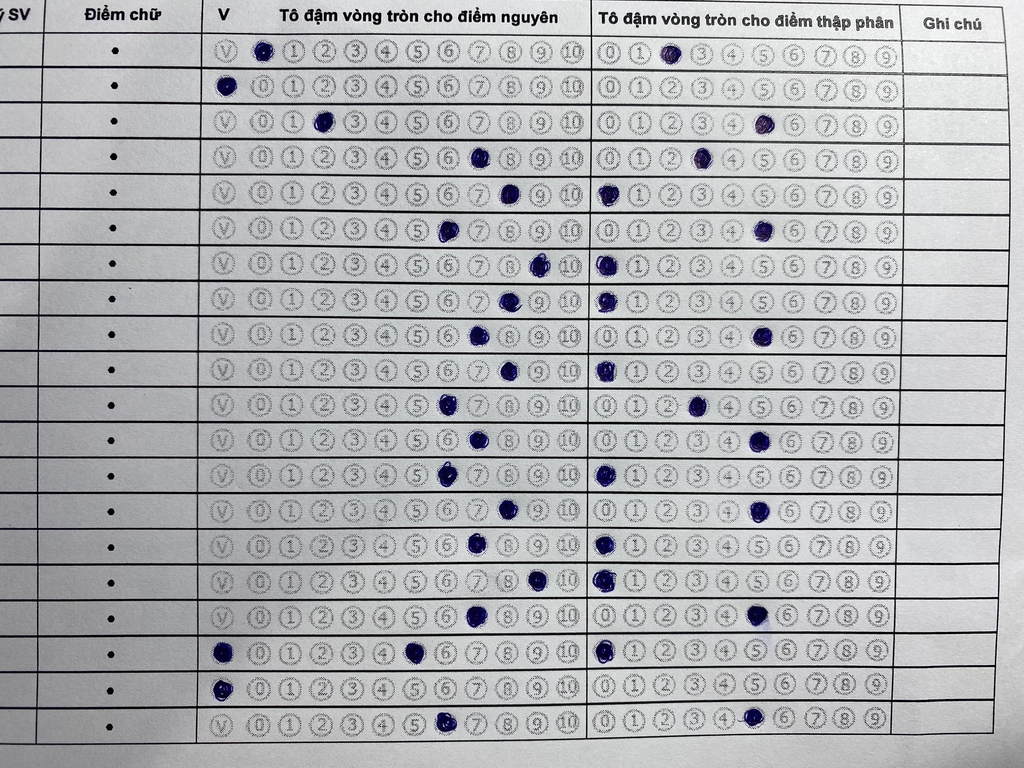 SV Điểm chữ V Tô đậm vòng tròn cho điểm nguyên Tô đậm vòng tròn cho điểm thập phân Ghi chú
V 1 2 3 4 5 6 7 8 9 10 0 1 3 4 5 6 7 8 9
0 1 2 3 4 5 6 7 8 9 10 0 1 2 3 4 5 6 7 8 9
V 0 1 3 4 5 6 7 8 9 10 0 1 2 3 4 6 7 8 9
V 0 1 2 3 4 5 6 8 9 10 0 1 2 4 5 6 7 8 9
V 0 1 2 3 4 5 6 7 9 10 1 2 3 4 5 6 7 8 9
V 0 1 2 3 4 5 7 8 9 10 0 1 2 3 4 6 7 8 9
V 0 1 2 3 4 5 6 7 8 10 1 2 3 4 5 6 7 8 9
V 0 1 2 3 4 5 6 7 9 10 1 2 3 4 5 6 7 8 9
V 0 1 2 3 4 5 6 8 9 10 0 1 2 3 4 6 7 8 9
V 0 1 2 3 4 5 6 7 9 10 1 2 3 4 5 6 7 8 9
V 0 1 2 3 4 5 7 8 9 10 0 1 2 4 5 6 7 8 9
V 0 1 2 3 4 5 6 8 9 10 0 1 2 3 4 6 7 8 9
V 0 1 2 3 4 5 7 8 9 10 1 2 3 4 5 6 7 8 9
V 0 1 2 3 4 5 6 7 9 10 0 1 2 3 4 6 7 8 9
V 0 1 2 3 4 5 6 8 9 10 1 2 3 4 5 6 7 8 9
V 0 1 2 3 4 5 6 7 8 10 1 2 3 4 5 6 7 8 9
V 0 1 2 3 4 5 6 8 9 10 0 1 2 3 4 6 7 8 9
0 1 2 3 4 6 7 8 9 10 1 2 3 4 5 6 7 8 9
0 1 2 3 4 5 6 7 8 9 10 0 1 2 3 4 5 6 7 8 9
V 0 1 2 3 4 5 7 8 9 10 0 1 2 3 4 6 7 8 9